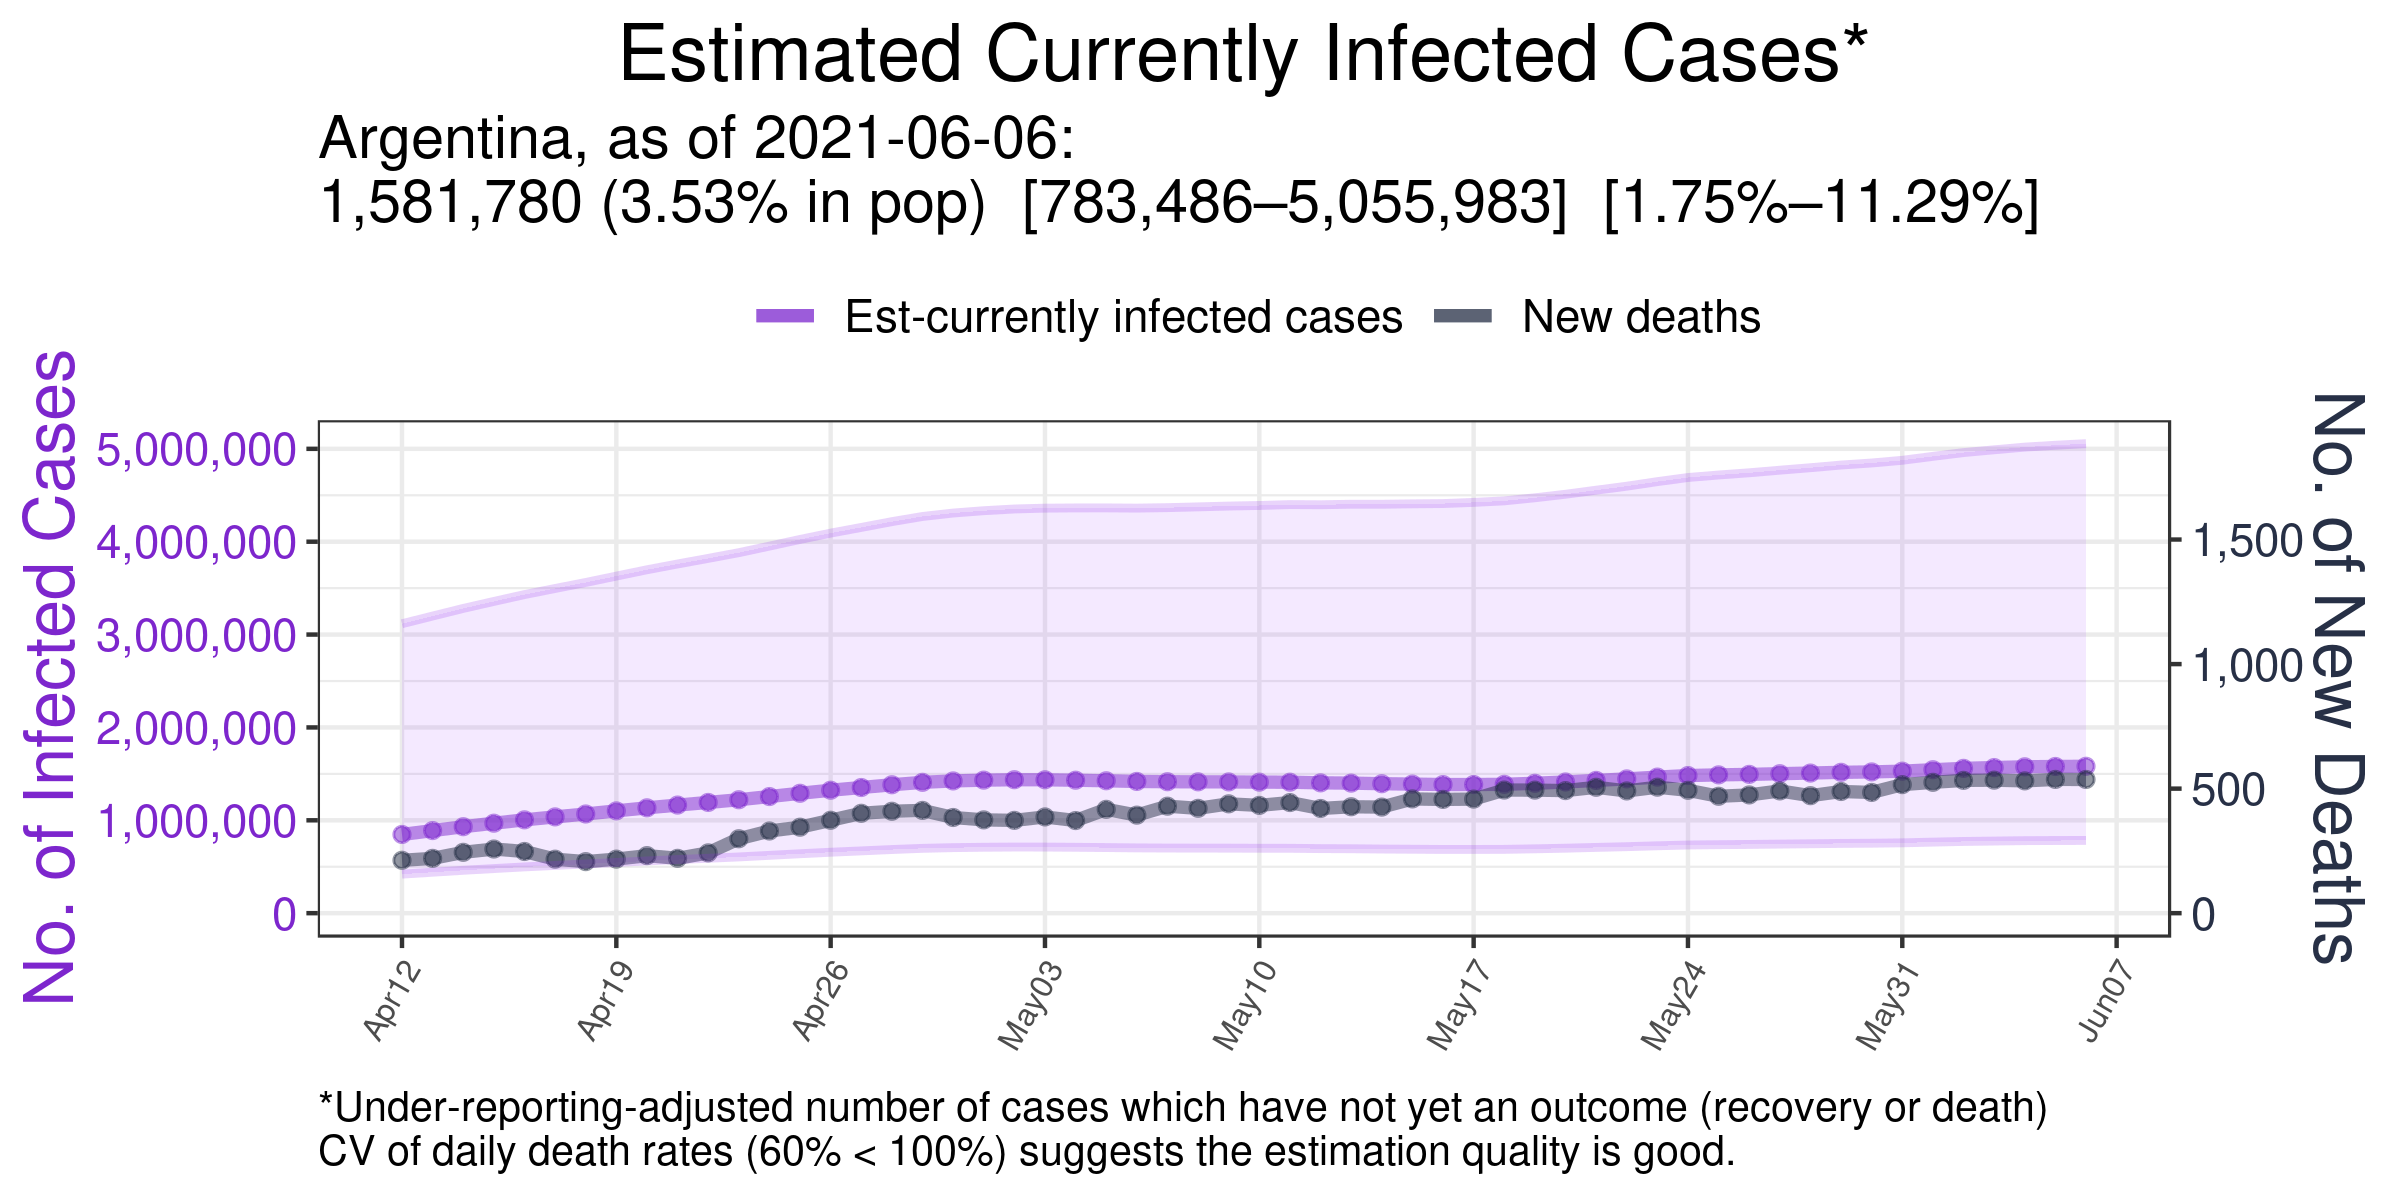 Estimated Currently Infected Cases*
Argentina, as of 2021-06-06:
1,581,780 (3.53% in pop) [783,486–5,055,983] [1.75%–11.29%]
Est-currently infected cases New deaths
No. of Infected Cases
5,000,000
4,000,000
3,000,000
2,000,000
1,000,000
0
1,500
1,000
500
0
No. of New Deaths
Apr12 Apr19 Apr26 May03 May10 May17 May24 May31 Jun07
*Under-reporting-adjusted number of cases which have not yet an outcome (recovery or death)
CV of daily death rates (60% < 100%) suggests the estimation quality is good.